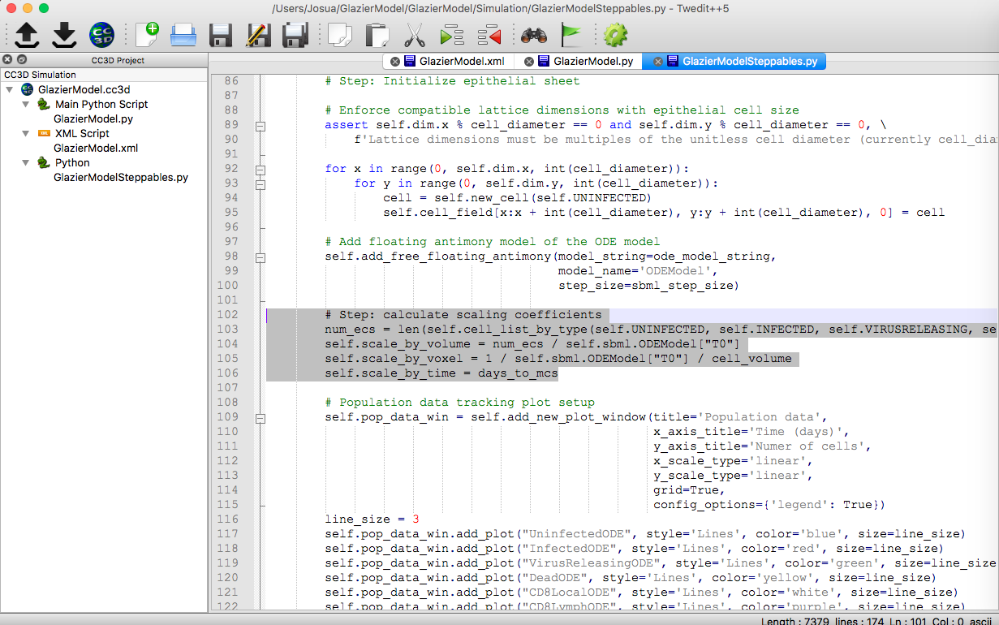 /Users/Josua/GlazierModel/GlazierModel/Simulation/GlazierModelSteppables.py - Twedit++5
CC3D
CC3D Project
GlazierModel.xml
GlazierModel.py
GlazierModelSteppables.py
CC3D Simulation
GlazierModel.cc3d
Main Python Script
GlazierModel.py
XML Script
GlazierModel.xml
Python
GlazierModelSteppables.py
86 # Step: Initialize epithelial sheet
87
88 # Enforce compatible lattice dimensions with epithelial cell size
89 assert self.dim.x % cell_diameter == 0 and self.dim.y % cell_diameter == 0, \
90 f'Lattice dimensions must be multiples of the unitless cell diameter (currently cell_dia
91
92 for x in range(0, self.dim.x, int(cell_diameter)):
93 for y in range(0, self.dim.y, int(cell_diameter)):
94 cell = self.new_cell(self.UNINFECTED)
95 self.cell_field[x:x + int(cell_diameter), y:y + int(cell_diameter), 0] = cell
96
97 # Add floating antimony model of the ODE model
98 self.add_free_floating_antimony(model_string=ode_model_string,
99 model_name='ODEModel',
100 step_size=sbml_step_size)
101
102 # Step: calculate scaling coefficients
103 num_ecs = len(self.cell_list_by_type(self.UNINFECTED, self.INFECTED, self.VIRUSRELEASING, se
104 self.scale_by_volume = num_ecs / self.sbml.ODEModel["T0"]
105 self.scale_by_voxel = 1 / self.sbml.ODEModel["T0"] / cell_volume
106 self.scale_by_time = days_to_mcs
107
108 # Population data tracking plot setup
109 self.pop_data_win = self.add_new_plot_window(title='Population data',
110 x_axis_title='Time (days)',
111 y_axis_title='Numer of cells',
112 x_scale_type='linear',
113 y_scale_type='linear',
114 grid=True,
115 config_options={'legend': True})
116 line_size = 3
117 self.pop_data_win.add_plot("UninfectedODE", style='Lines', color='blue', size=line_size)
118 self.pop_data_win.add_plot("InfectedODE", style='Lines', color='red', size=line_size)
119 self.pop_data_win.add_plot("VirusReleasingODE", style='Lines', color='green', size=line_size
120 self.pop_data_win.add_plot("DeadODE", style='Lines', color='yellow', size=line_size)
121 self.pop_data_win.add_plot("CD8LocalODE", style='Lines', color='white', size=line_size)
122 self.pop_data_win.add_plot("CD8LymphODE", style='Lines', color='purple', size=line_size)
Length : 7379 lines : 174 Ln : 101 Col : 0 ascii